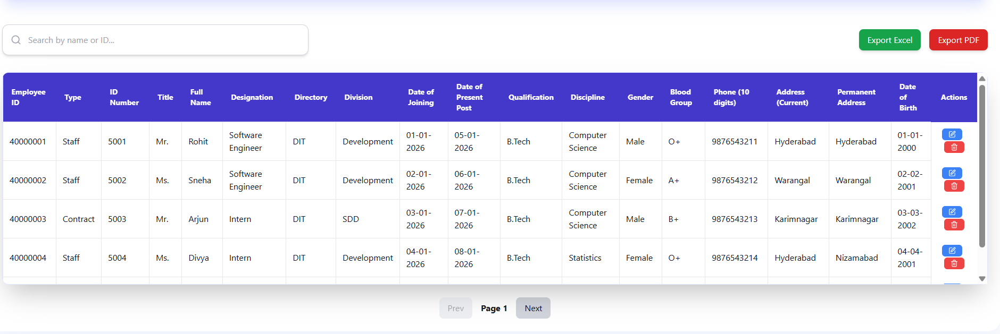 Search by name or ID...
Export Excel
Export PDF
Employee ID	Type	ID Number	Title	Full Name	Designation	Directory	Division	Date of Joining	Date of Present Post	Qualification	Discipline	Gender	Blood Group	Phone (10 digits)	Address (Current)	Permanent Address	Date of Birth	Actions
40000001	Staff	5001	Mr.	Rohit	Software Engineer	DIT	Development	01-01-2026	05-01-2026	B.Tech	Computer Science	Male	O+	9876543211	Hyderabad	Hyderabad	01-01-2000
40000002	Staff	5002	Ms.	Sneha	Software Engineer	DIT	Development	02-01-2026	06-01-2026	B.Tech	Computer Science	Female	A+	9876543212	Warangal	Warangal	02-02-2001
40000003	Contract	5003	Mr.	Arjun	Intern	DIT	SDD	03-01-2026	07-01-2026	B.Tech	Computer Science	Male	B+	9876543213	Karimnagar	Karimnagar	03-03-2002
40000004	Staff	5004	Ms.	Divya	Intern	DIT	Development	04-01-2026	08-01-2026	B.Tech	Statistics	Female	O+	9876543214	Hyderabad	Nizamabad	04-04-2001
Prev
Page 1
Next